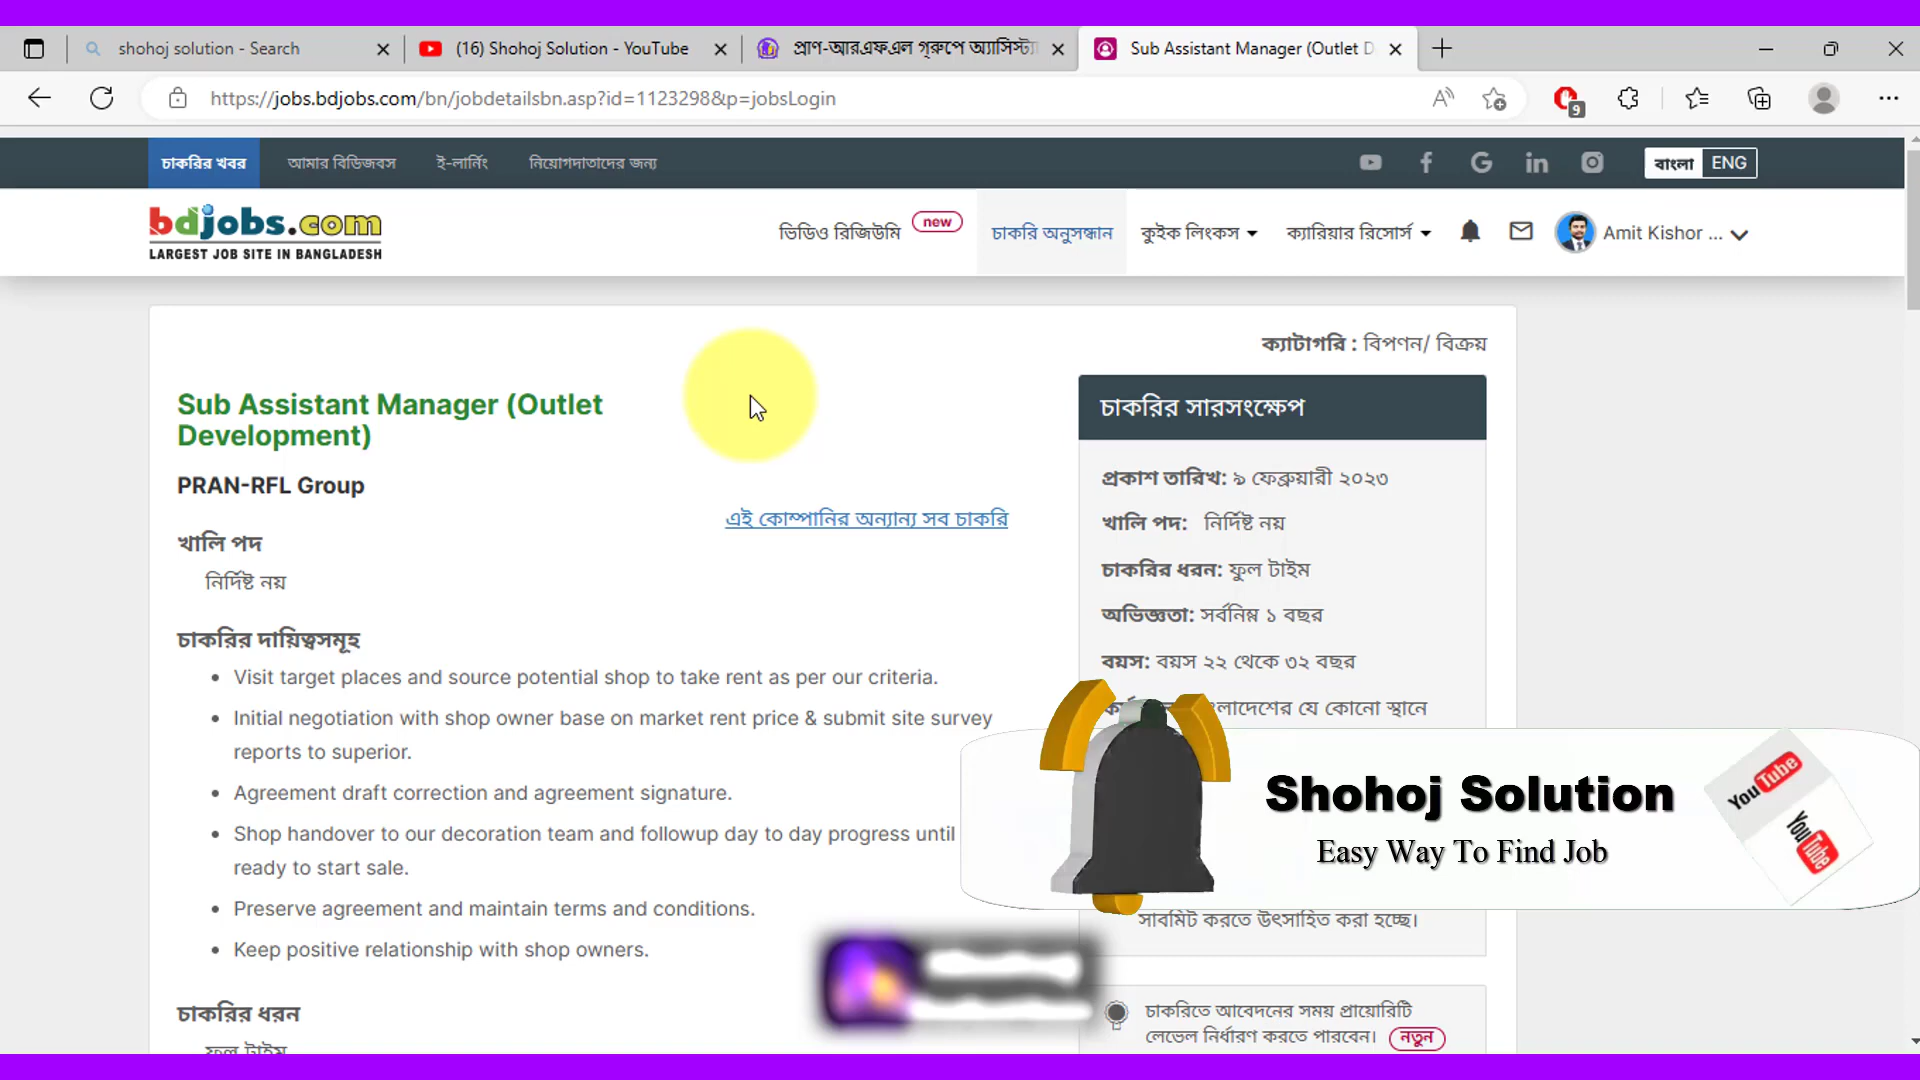 shohoj solution - Search
(16) Shohoj Solution - YouTube
প্রাণ-আরএফএল গ্রুপে অ্যাসিস্ট্যা
Sub Assistant Manager (Outlet D
https://jobs.bdjobs.com/bn/jobdetailsbn.asp?id=1123298&p=jobsLogin
9
চাকরির খবর
আমার বিডিজবস
ই-লার্নিং
নিয়োগদাতাদের জন্য
বাংলা
ENG
bdjobs.com
LARGEST JOB SITE IN BANGLADESH
ভিডিও রিজিউমি
new
চাকরি অনুসন্ধান
কুইক লিংকস
ক্যারিয়ার রিসোর্স
Amit Kishor ...
ক্যাটাগরি : বিপণন/ বিক্রয়
Sub Assistant Manager (Outlet
Development)
PRAN-RFL Group
এই কোম্পানির অন্যান্য সব চাকরি
খালি পদ
নির্দিষ্ট নয়
চাকরির দায়িত্বসমূহ
Visit target places and source potential shop to take rent as per our criteria.
Initial negotiation with shop owner base on market rent price & submit site survey
reports to superior.
Agreement draft correction and agreement signature.
Shop handover to our decoration team and followup day to day progress until
ready to start sale.
Preserve agreement and maintain terms and conditions.
Keep positive relationship with shop owners.
চাকরির ধরন
ফুল টাইম
চাকরির সারসংক্ষেপ
প্রকাশ তারিখ: ৯ ফেব্রুয়ারী ২০২৩
খালি পদ: নির্দিষ্ট নয়
চাকরির ধরন: ফুল টাইম
অভিজ্ঞতা: সর্বনিম্ন ১ বছর
বয়স: বয়স ২২ থেকে ৩২ বছর
যে কোনো স্থানে
Shohoj Solution
Easy Way To Find Job
YouTube
YouTube
সাবমিট করতে উৎসাহিত করা হচ্ছে।
চাকরিতে আবেদনের সময় প্রায়োরিটি
লেভেল নির্ধারণ করতে পারবেন। নতুন